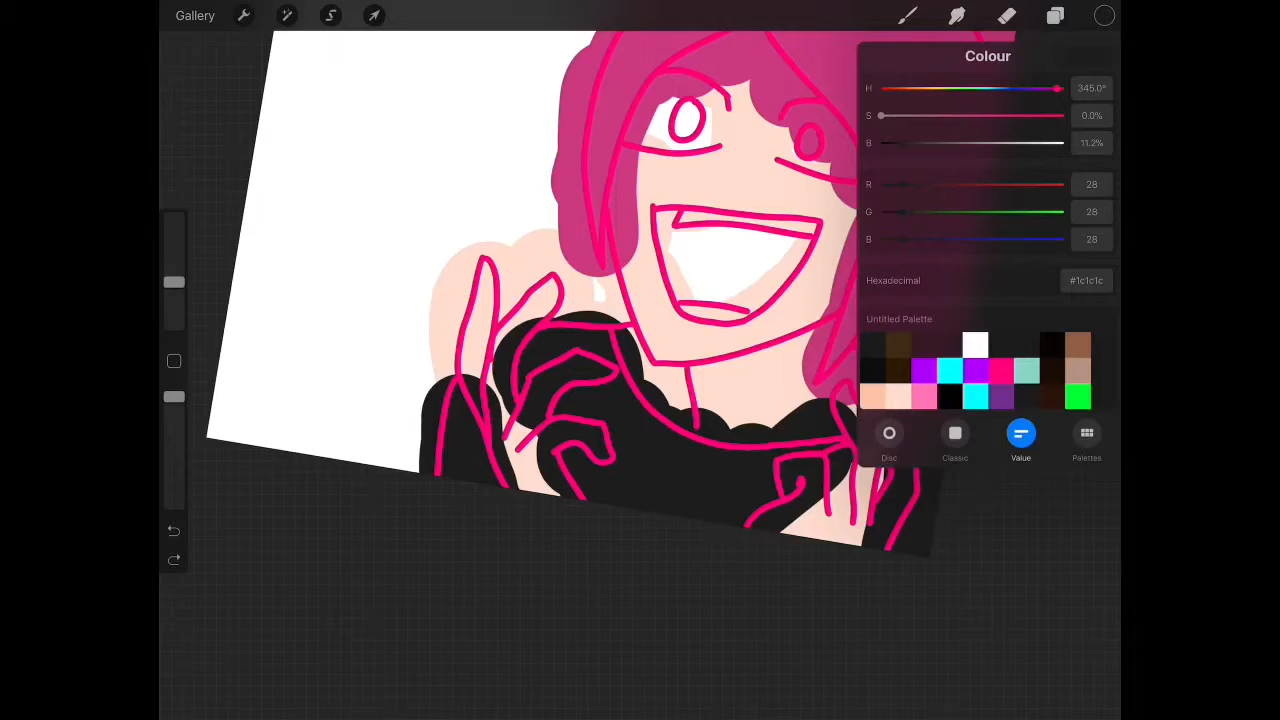 Gallery
Colour
H 345.0°
S 0.0%
B 11.2%
R 28
G 28
B 28
Hexadecimal #1c1c1c
Untitled Palette
Disc Classic Value Palettes